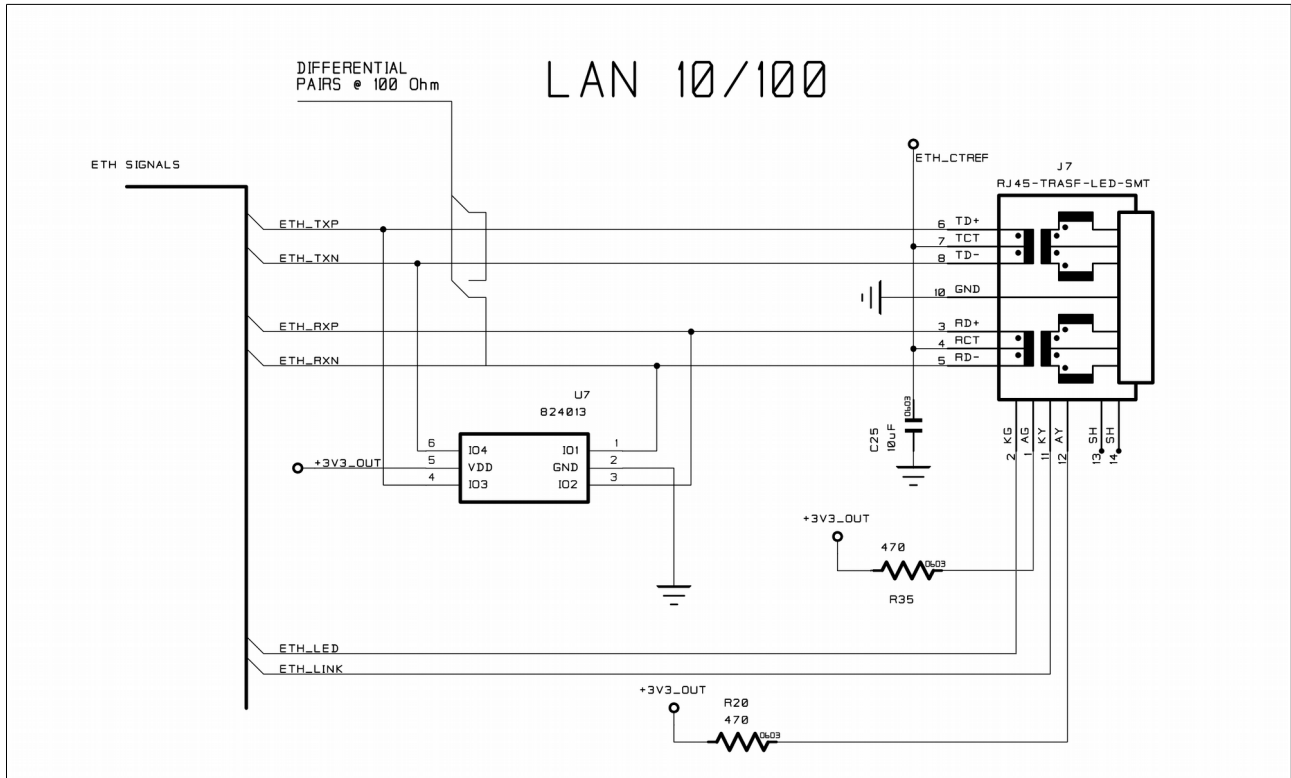 DIFFERENTIAL
PAIRS @ 100 Ohm
LAN 10/100
ETH SIGNALS
ETH_CTREF
J7
RJ45-TRASF-LED-SMT
ETH_TXP
6 TD+
7 TCT
ETH_TXN
8 TD-
10 GND
ETH_RXP
3 RD+
4 RCT
ETH_RXN
5 RD-
U7
824013
6 IO4 IO1 1
+3V3_OUT 5 VDD GND 2
4 IO3 IO2 3
C25
10uF
0603
2 KG
1 AG
11 KY
12 AY
13 SH
14 SH
+3V3_OUT
470
0603
R35
ETH_LED
ETH_LINK
+3V3_OUT
R20
470
0603